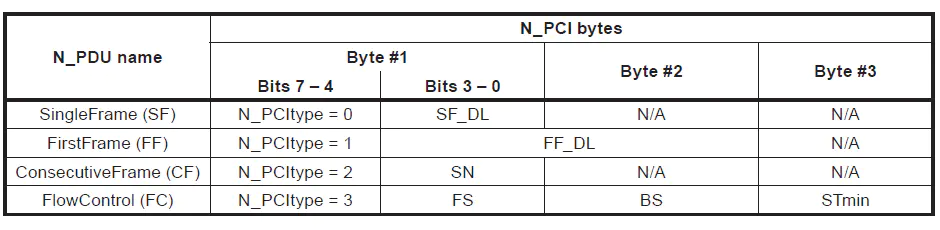 N_PDU name
N_PCI bytes
Byte #1
Byte #2
Byte #3
Bits 7 – 4
Bits 3 – 0
SingleFrame (SF)
N_PCItype = 0
SF_DL
N/A
N/A
FirstFrame (FF)
N_PCItype = 1
FF_DL
N/A
ConsecutiveFrame (CF)
N_PCItype = 2
SN
N/A
N/A
FlowControl (FC)
N_PCItype = 3
FS
BS
STmin